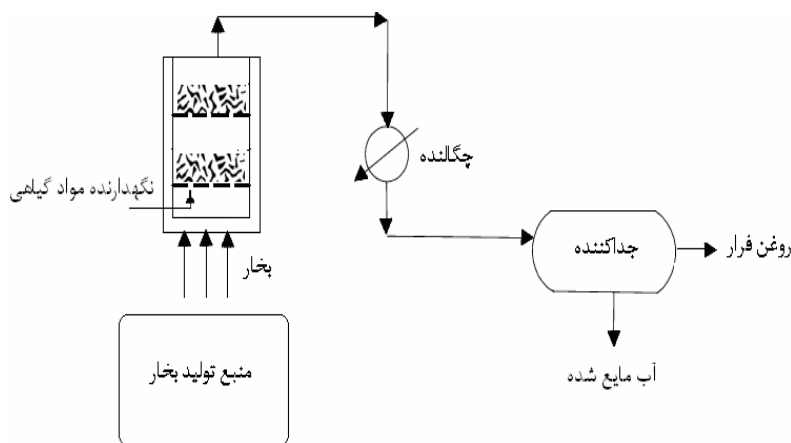 چگالنده
نگهدارنده مواد گیاهی
جداکننده
روغن فرار
بخار
منبع تولید بخار
آب مایع شده